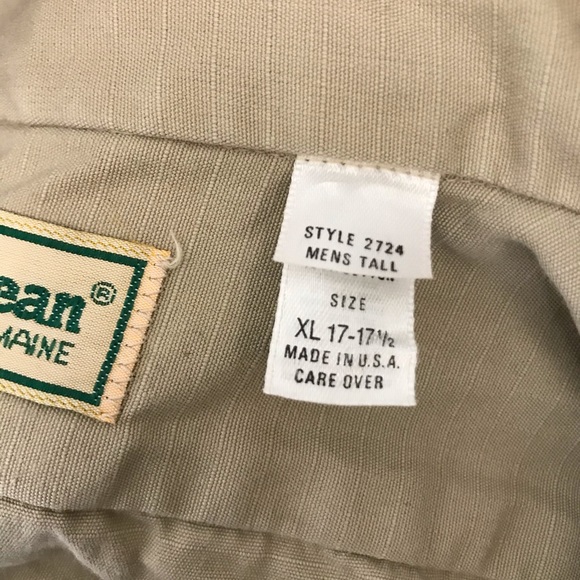 ean®
MAINE
STYLE 2724
MENS TALL
SIZE
XL 17-17½
MADE IN U.S.A.
CARE OVER